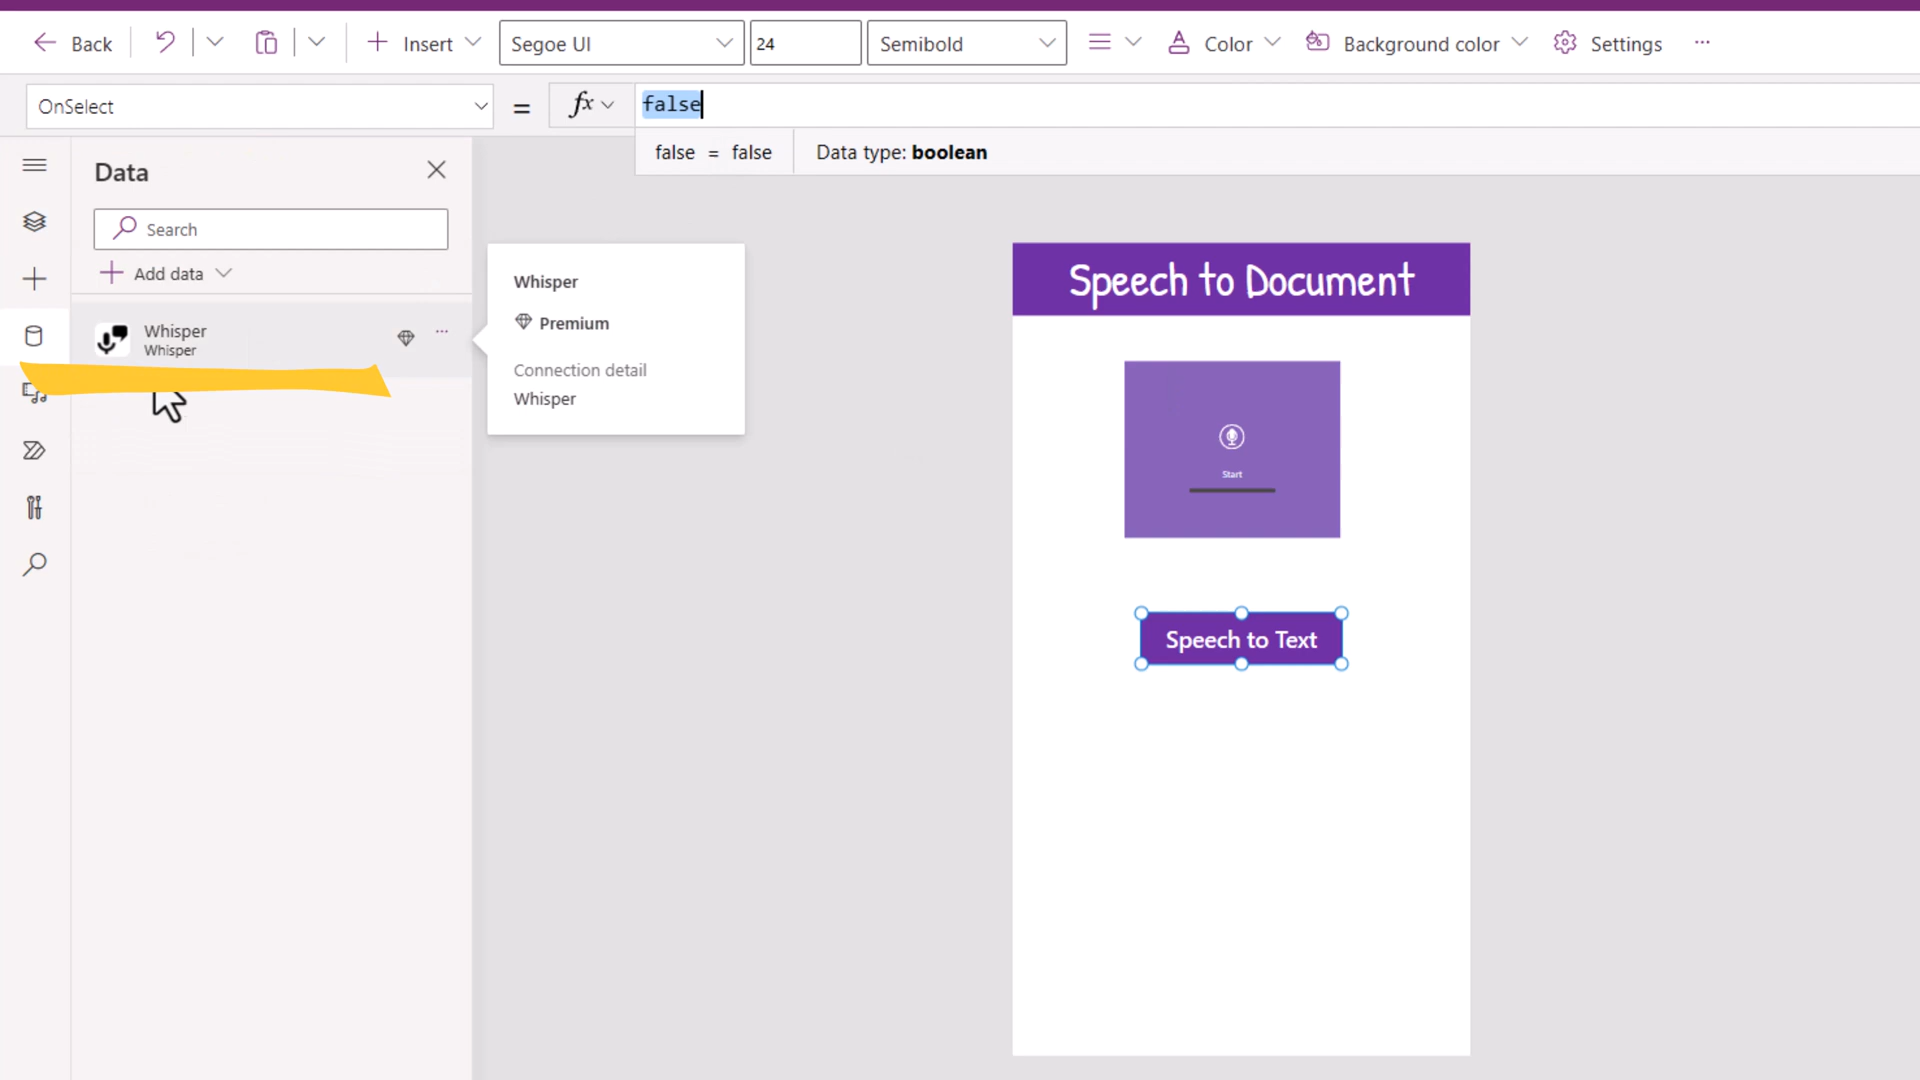 Back
Insert
Segoe UI
24
Semibold
Color
Background color
Settings
...
OnSelect
=
fx
false
false = false
Data type: boolean
Data
Search
Add data
Whisper
Whisper
...
Whisper
Premium
Connection detail
Whisper
Speech to Document
Start
Speech to Text